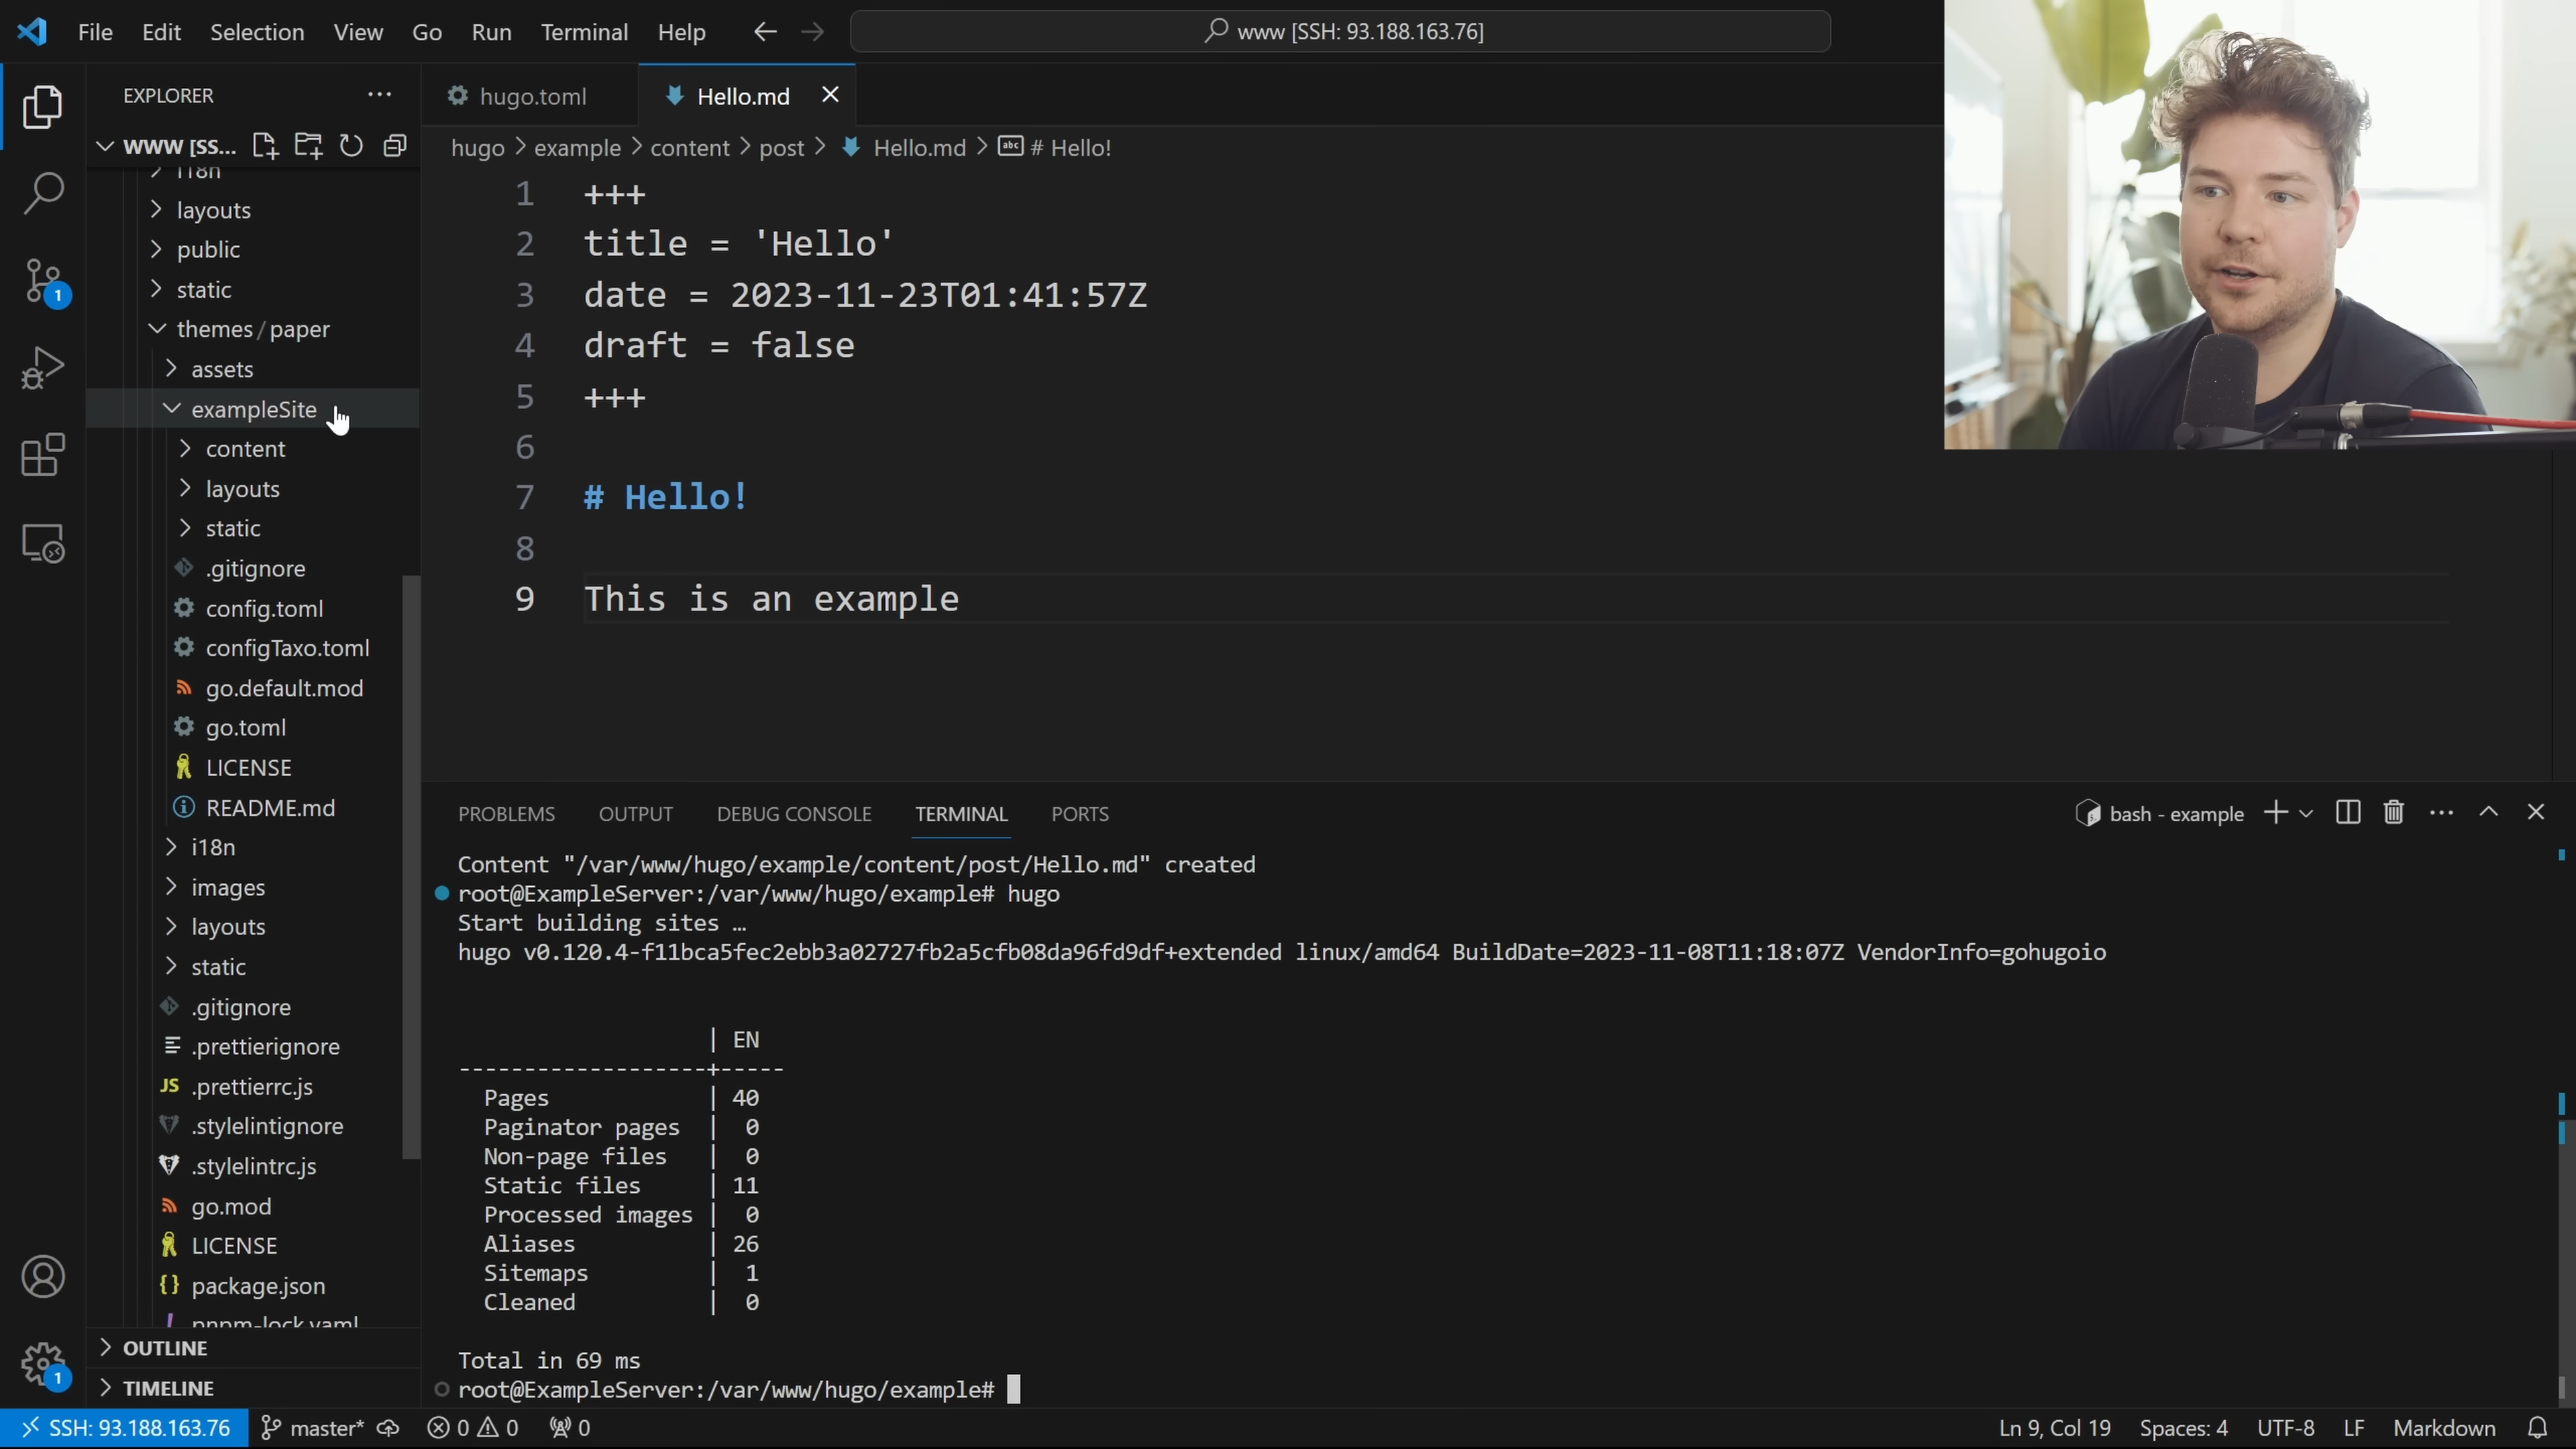 File Edit Selection View Go Run Terminal Help
www [SSH: 93.188.163.76]
EXPLORER
WWW [SS...
i18n
layouts
public
static
themes/paper
assets
exampleSite
content
layouts
static
.gitignore
config.toml
configTaxo.toml
go.default.mod
go.toml
LICENSE
README.md
i18n
images
layouts
static
.gitignore
.prettierignore
JS .prettierrc.js
.stylelintignore
.stylelintrc.js
go.mod
LICENSE
{} package.json
! pnpm-lock.yaml
OUTLINE
TIMELINE
1
1
hugo.toml
Hello.md
hugo > example > content > post > Hello.md > abc # Hello!
1 +++
2 title = 'Hello'
3 date = 2023-11-23T01:41:57Z
4 draft = false
5 +++
6
7 # Hello!
8
9 This is an example
PROBLEMS OUTPUT DEBUG CONSOLE TERMINAL PORTS
bash - example
Content "/var/www/hugo/example/content/post/Hello.md" created
root@ExampleServer:/var/www/hugo/example# hugo
Start building sites …
hugo v0.120.4-f11bca5fec2ebb3a02727fb2a5cfb08da96fd9df+extended linux/amd64 BuildDate=2023-11-08T11:18:07Z VendorInfo=gohugoio
| EN
-------------------+-----
Pages | 40
Paginator pages | 0
Non-page files | 0
Static files | 11
Processed images | 0
Aliases | 26
Sitemaps | 1
Cleaned | 0
Total in 69 ms
root@ExampleServer:/var/www/hugo/example#
SSH: 93.188.163.76 master* 0 0 0
Ln 9, Col 19 Spaces: 4 UTF-8 LF Markdown